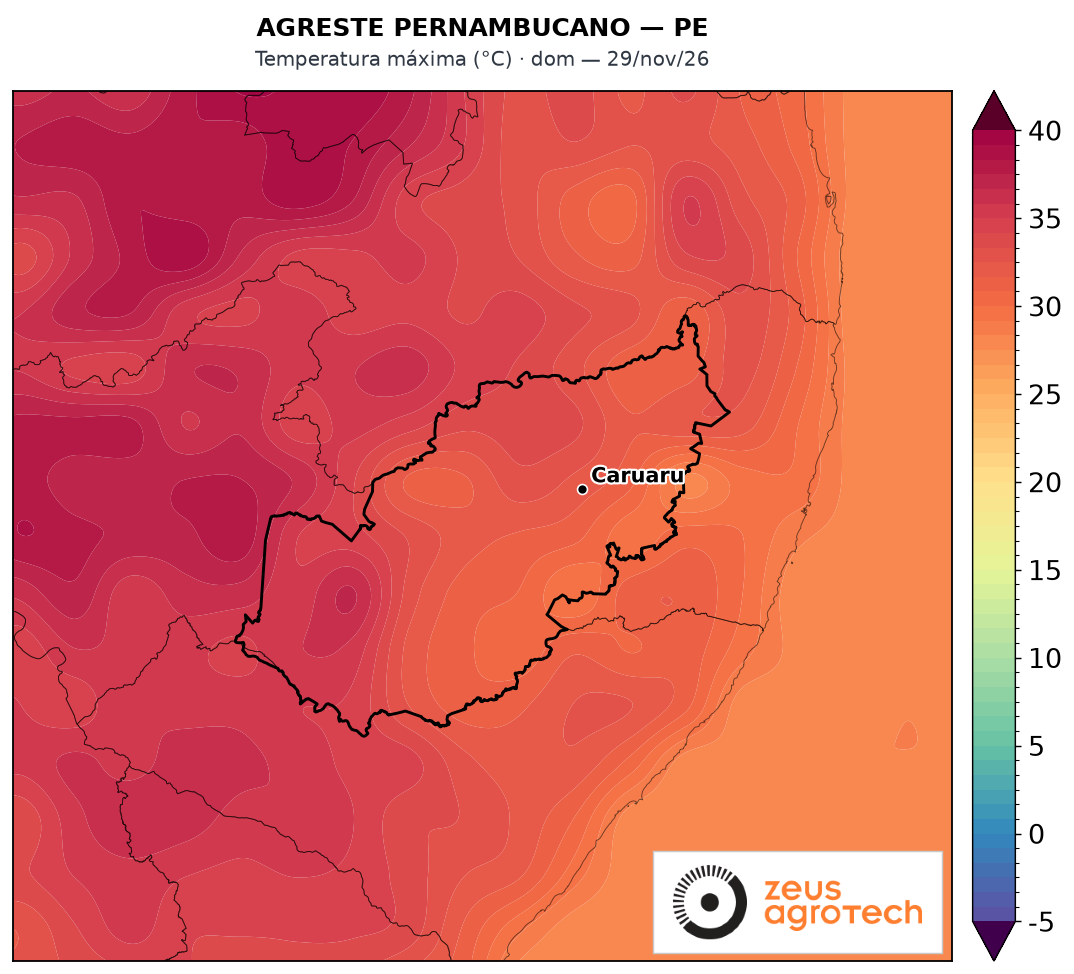 AGRESTE PERNAMBUCANO — PE
Temperatura máxima (°C) · dom — 29/nov/26
40
35
30
25
20
15
10
5
0
-5
Caruaru
zeus
agrotech